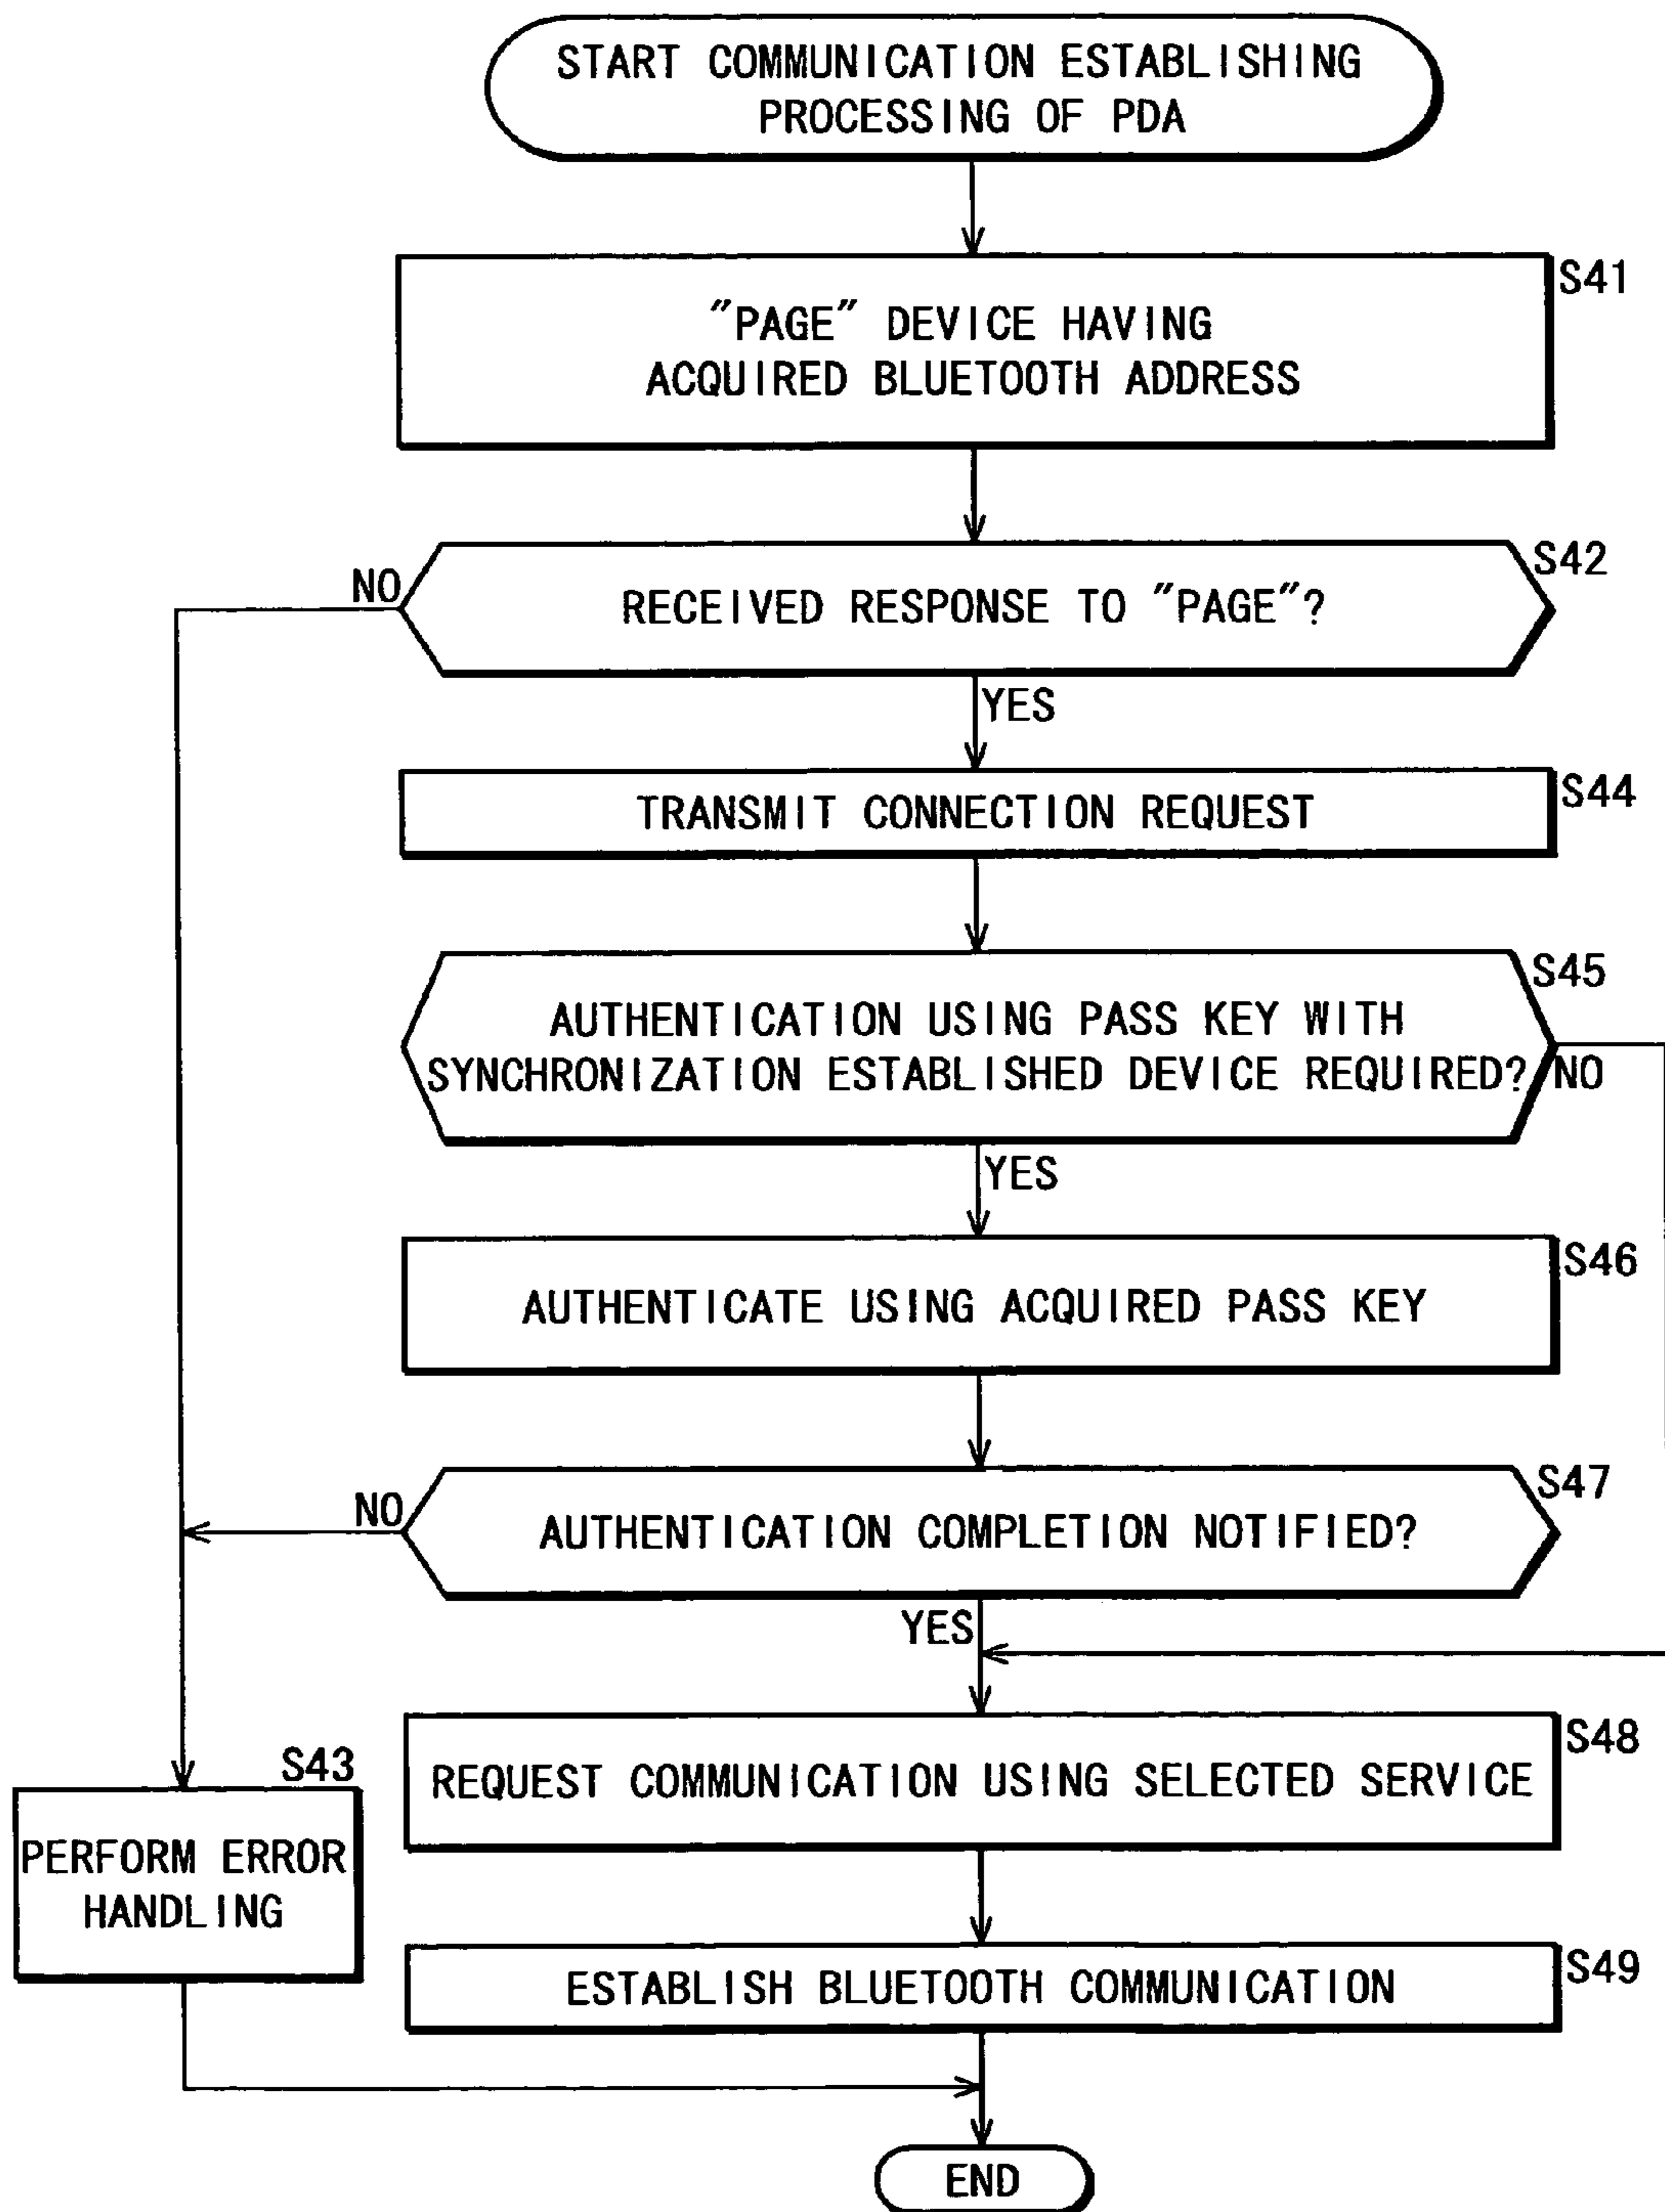 START COMMUNICATION ESTABLISHING
PROCESSING OF PDA
S41
"PAGE" DEVICE HAVING
ACQUIRED BLUETOOTH ADDRESS
S42
NO
RECEIVED RESPONSE TO "PAGE"?
YES
S44
TRANSMIT CONNECTION REQUEST
S45
AUTHENTICATION USING PASS KEY WITH
SYNCHRONIZATION ESTABLISHED DEVICE REQUIRED?
NO
YES
S46
AUTHENTICATE USING ACQUIRED PASS KEY
S47
NO
AUTHENTICATION COMPLETION NOTIFIED?
YES
S48
REQUEST COMMUNICATION USING SELECTED SERVICE
S43
PERFORM ERROR
HANDLING
S49
ESTABLISH BLUETOOTH COMMUNICATION
END